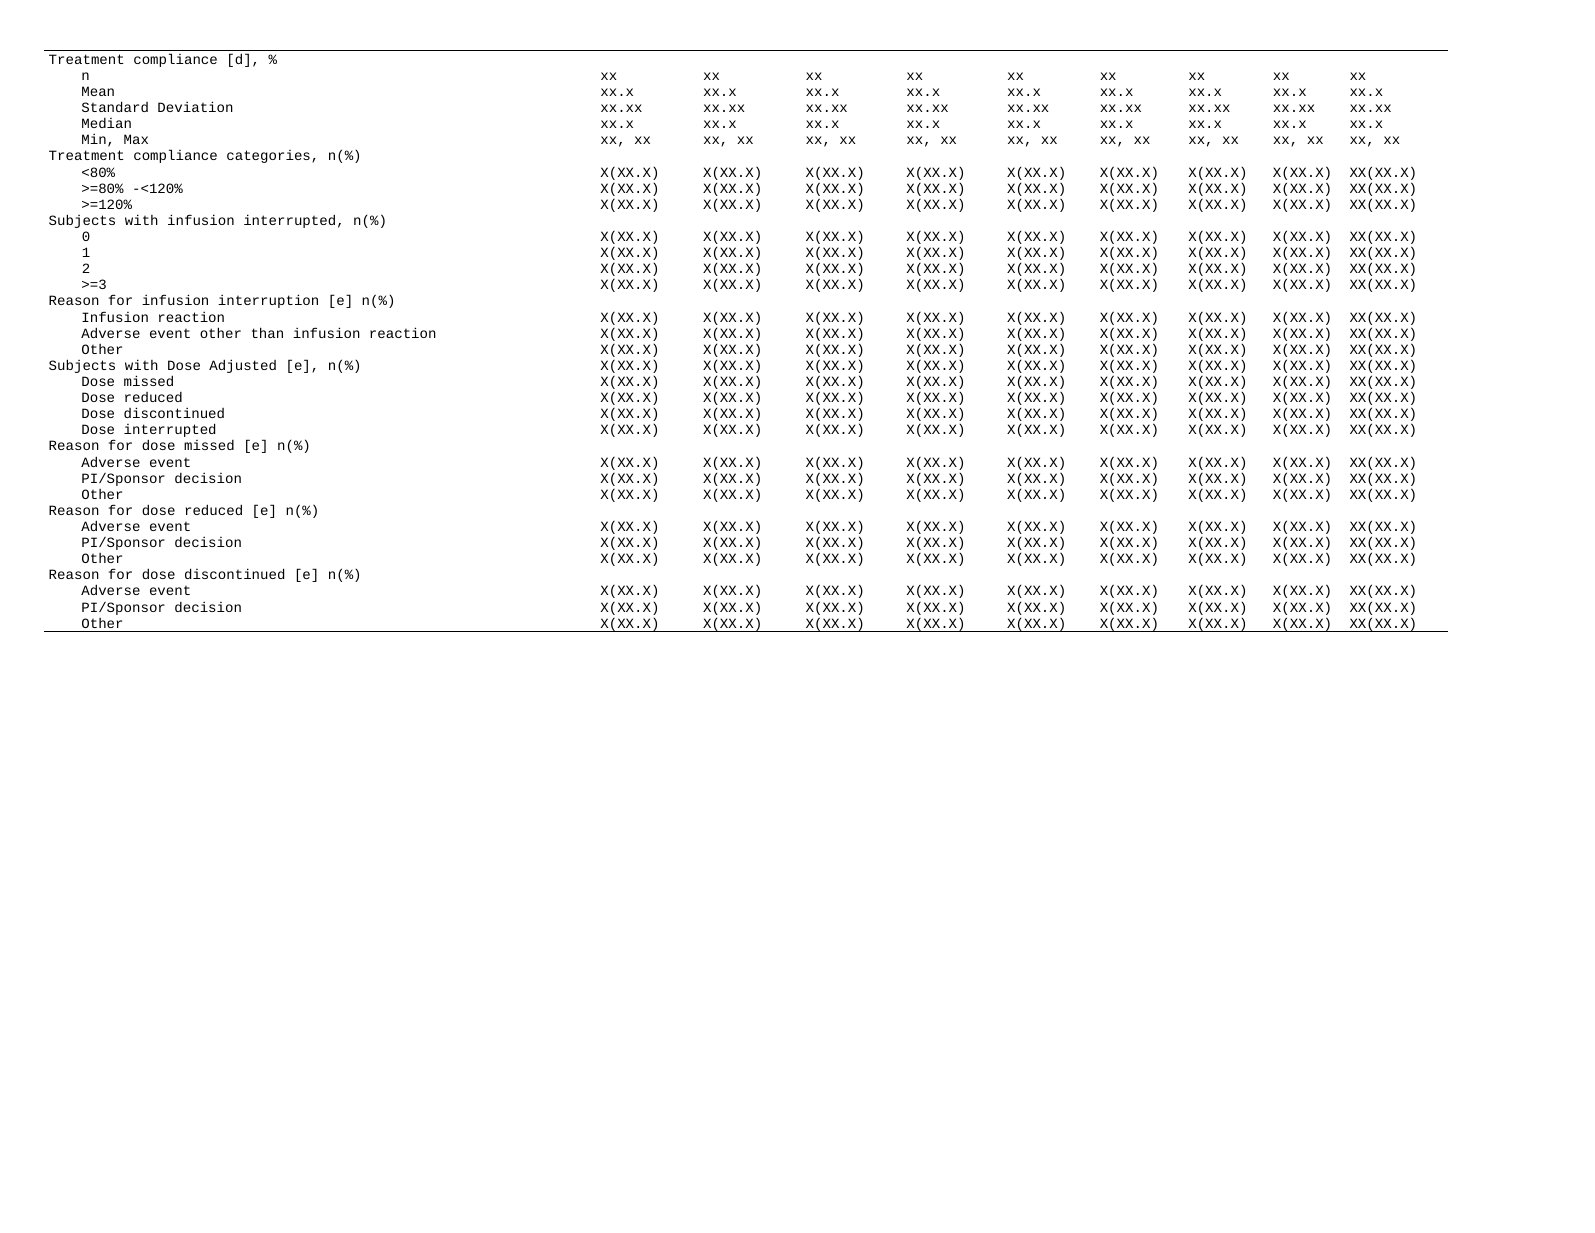 Treatment compliance [d], %
n xx xx xx xx xx xx xx xx xx
Mean xx.x xx.x xx.x xx.x xx.x xx.x xx.x xx.x xx.x
Standard Deviation xx.xx xx.xx xx.xx xx.xx xx.xx xx.xx xx.xx xx.xx xx.xx
Median xx.x xx.x xx.x xx.x xx.x xx.x xx.x xx.x xx.x
Min, Max xx, xx xx, xx xx, xx xx, xx xx, xx xx, xx xx, xx xx, xx xx, xx
Treatment compliance categories, n(%)
<80% X(XX.X) X(XX.X) X(XX.X) X(XX.X) X(XX.X) X(XX.X) X(XX.X) X(XX.X) XX(XX.X)
>=80% -<120% X(XX.X) X(XX.X) X(XX.X) X(XX.X) X(XX.X) X(XX.X) X(XX.X) X(XX.X) XX(XX.X)
>=120% X(XX.X) X(XX.X) X(XX.X) X(XX.X) X(XX.X) X(XX.X) X(XX.X) X(XX.X) XX(XX.X)
Subjects with infusion interrupted, n(%)
0 X(XX.X) X(XX.X) X(XX.X) X(XX.X) X(XX.X) X(XX.X) X(XX.X) X(XX.X) XX(XX.X)
1 X(XX.X) X(XX.X) X(XX.X) X(XX.X) X(XX.X) X(XX.X) X(XX.X) X(XX.X) XX(XX.X)
2 X(XX.X) X(XX.X) X(XX.X) X(XX.X) X(XX.X) X(XX.X) X(XX.X) X(XX.X) XX(XX.X)
>=3 X(XX.X) X(XX.X) X(XX.X) X(XX.X) X(XX.X) X(XX.X) X(XX.X) X(XX.X) XX(XX.X)
Reason for infusion interruption [e] n(%)
Infusion reaction X(XX.X) X(XX.X) X(XX.X) X(XX.X) X(XX.X) X(XX.X) X(XX.X) X(XX.X) XX(XX.X)
Adverse event other than infusion reaction X(XX.X) X(XX.X) X(XX.X) X(XX.X) X(XX.X) X(XX.X) X(XX.X) X(XX.X) XX(XX.X)
Other X(XX.X) X(XX.X) X(XX.X) X(XX.X) X(XX.X) X(XX.X) X(XX.X) X(XX.X) XX(XX.X)
Subjects with Dose Adjusted [e], n(%) X(XX.X) X(XX.X) X(XX.X) X(XX.X) X(XX.X) X(XX.X) X(XX.X) X(XX.X) XX(XX.X)
Dose missed X(XX.X) X(XX.X) X(XX.X) X(XX.X) X(XX.X) X(XX.X) X(XX.X) X(XX.X) XX(XX.X)
Dose reduced X(XX.X) X(XX.X) X(XX.X) X(XX.X) X(XX.X) X(XX.X) X(XX.X) X(XX.X) XX(XX.X)
Dose discontinued X(XX.X) X(XX.X) X(XX.X) X(XX.X) X(XX.X) X(XX.X) X(XX.X) X(XX.X) XX(XX.X)
Dose interrupted X(XX.X) X(XX.X) X(XX.X) X(XX.X) X(XX.X) X(XX.X) X(XX.X) X(XX.X) XX(XX.X)
Reason for dose missed [e] n(%)
Adverse event X(XX.X) X(XX.X) X(XX.X) X(XX.X) X(XX.X) X(XX.X) X(XX.X) X(XX.X) XX(XX.X)
PI/Sponsor decision X(XX.X) X(XX.X) X(XX.X) X(XX.X) X(XX.X) X(XX.X) X(XX.X) X(XX.X) XX(XX.X)
Other X(XX.X) X(XX.X) X(XX.X) X(XX.X) X(XX.X) X(XX.X) X(XX.X) X(XX.X) XX(XX.X)
Reason for dose reduced [e] n(%)
Adverse event X(XX.X) X(XX.X) X(XX.X) X(XX.X) X(XX.X) X(XX.X) X(XX.X) X(XX.X) XX(XX.X)
PI/Sponsor decision X(XX.X) X(XX.X) X(XX.X) X(XX.X) X(XX.X) X(XX.X) X(XX.X) X(XX.X) XX(XX.X)
Other X(XX.X) X(XX.X) X(XX.X) X(XX.X) X(XX.X) X(XX.X) X(XX.X) X(XX.X) XX(XX.X)
Reason for dose discontinued [e] n(%)
Adverse event X(XX.X) X(XX.X) X(XX.X) X(XX.X) X(XX.X) X(XX.X) X(XX.X) X(XX.X) XX(XX.X)
PI/Sponsor decision X(XX.X) X(XX.X) X(XX.X) X(XX.X) X(XX.X) X(XX.X) X(XX.X) X(XX.X) XX(XX.X)
Other X(XX.X) X(XX.X) X(XX.X) X(XX.X) X(XX.X) X(XX.X) X(XX.X) X(XX.X) XX(XX.X)